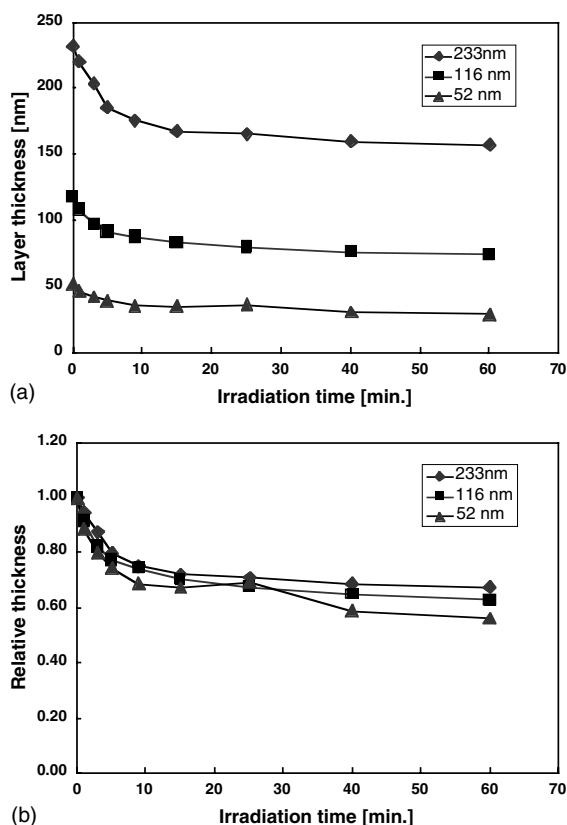 250
200
150
100
50
0
Layer thickness [nm]
233nm
116 nm
52 nm
0 10 20 30 40 50 60 70
Irradiation time [min.]
(a)
1.20
1.00
0.80
0.60
0.40
0.20
0.00
Relative thickness
233nm
116 nm
52 nm
0 10 20 30 40 50 60 70
Irradiation time [min.]
(b)